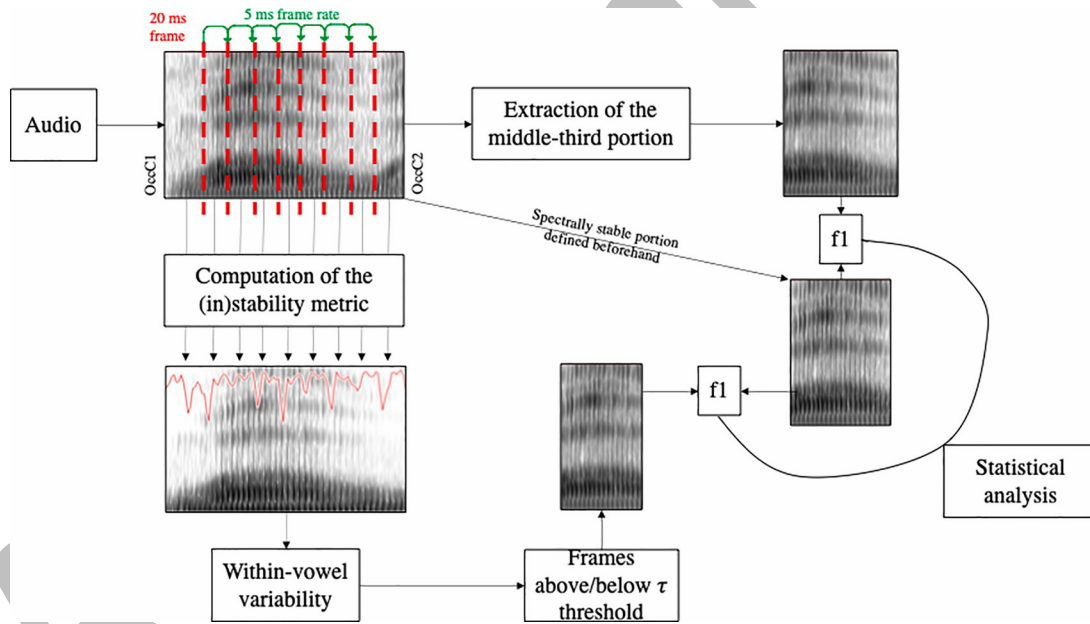 20 ms
frame
5 ms frame rate
Audio
OccC1
OccC2
Extraction of the
middle-third portion
f1
Spectrally stable portion
defined beforehand
Computation of the
(in)stability metric
f1
Statistical
analysis
Within-vowel
variability
Frames
above/below τ
threshold